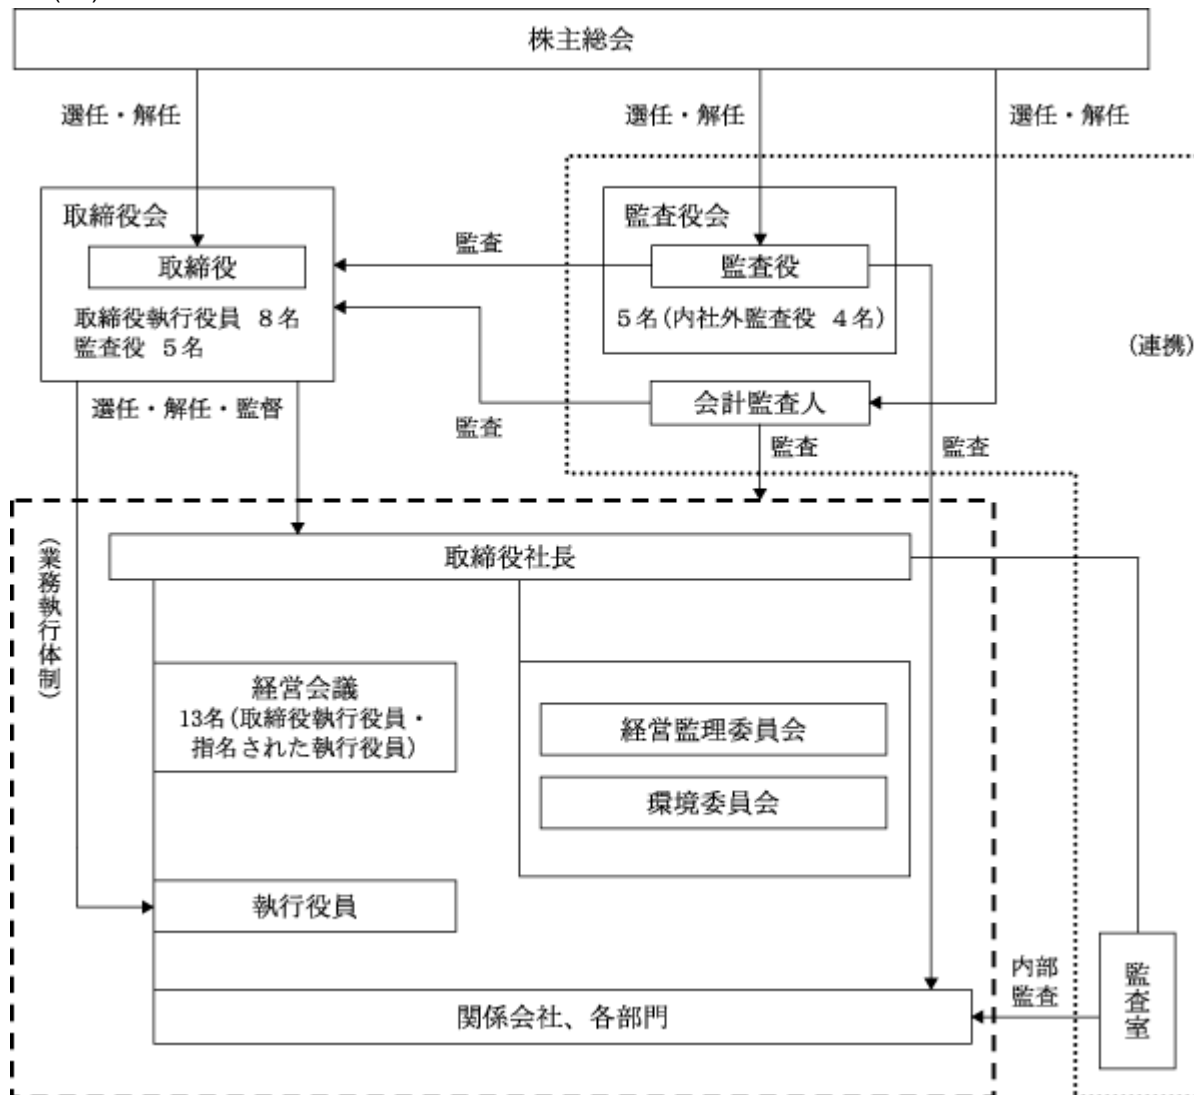 株主総会
選任・解任
選任・解任
選任・解任
取締役会
取締役
取締役執行役員 8名
監査役 5名
監査
監査役会
監査役
5名(内社外監査役 4名)
(連携)
選任・解任・監督
監査
会計監査人
監査
監査
(業務執行体制)
取締役社長
経営会議
13名(取締役執行役員・
指名された執行役員)
経営監理委員会
環境委員会
執行役員
関係会社、各部門
内部
監査
監査室